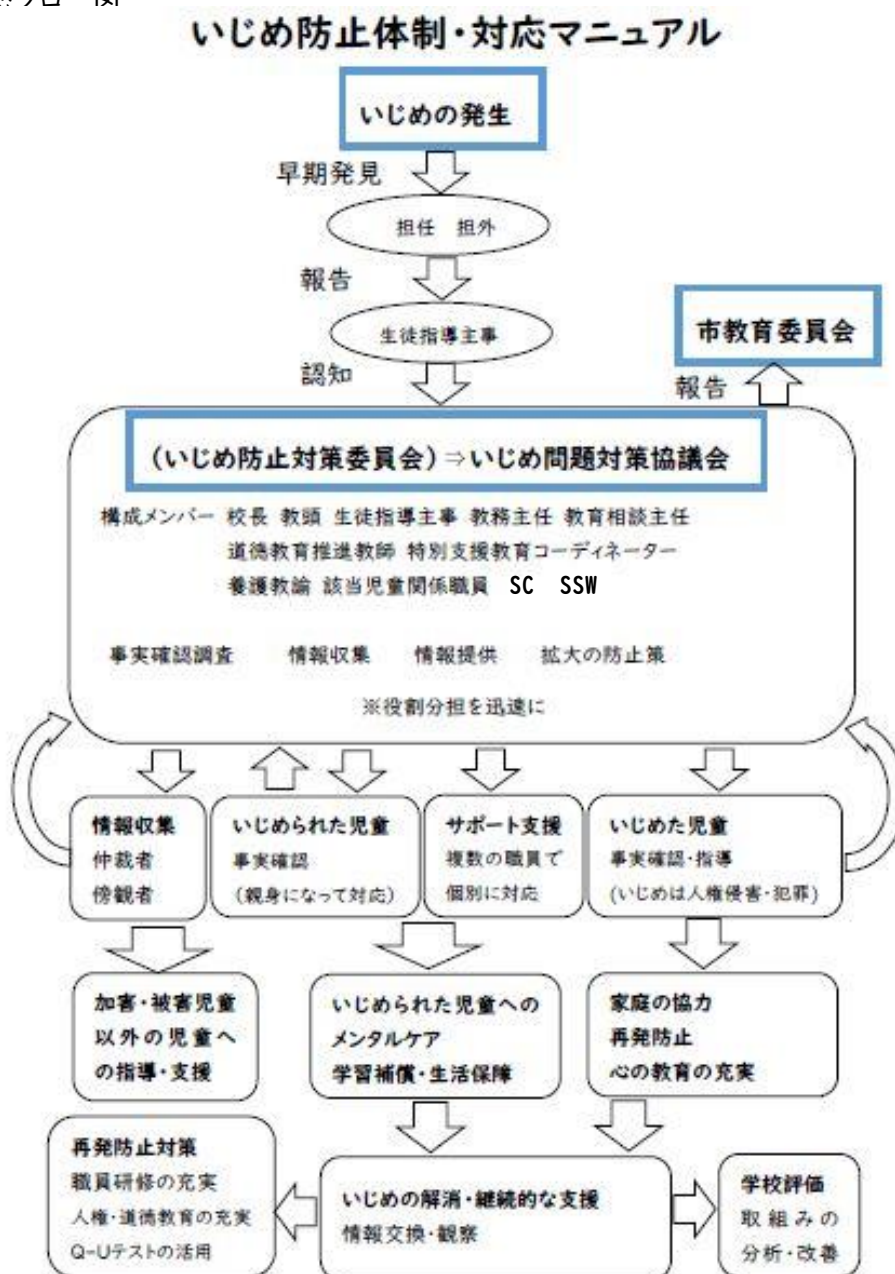 いじめ防止体制・対応マニュアル
いじめの発生
早期発見
担任 担外
報告
生徒指導主事
認知
市教育委員会
報告
(いじめ防止対策委員会)⇒いじめ問題対策協議会
構成メンバー 校長 教頭 生徒指導主事 教務主任 教育相談主任
道徳教育推進教師 特別支援教育コーディネーター
養護教諭 該当児童関係職員 SC SSW
事実確認調査 情報収集 情報提供 拡大の防止策
※役割分担を迅速に
情報収集
仲裁者
傍観者
いじめられた児童
事実確認
(親身になって対応)
サポート支援
複数の職員で
個別に対応
いじめた児童
事実確認・指導
(いじめは人権侵害・犯罪)
加害・被害児童
以外の児童へ
の指導・支援
いじめられた児童への
メンタルケア
学習補償・生活保障
家庭の協力
再発防止
心の教育の充実
再発防止対策
職員研修の充実
人権・道徳教育の充実
Q-Uテストの活用
いじめの解消・継続的な支援
情報交換・観察
学校評価
取組みの
分析・改善